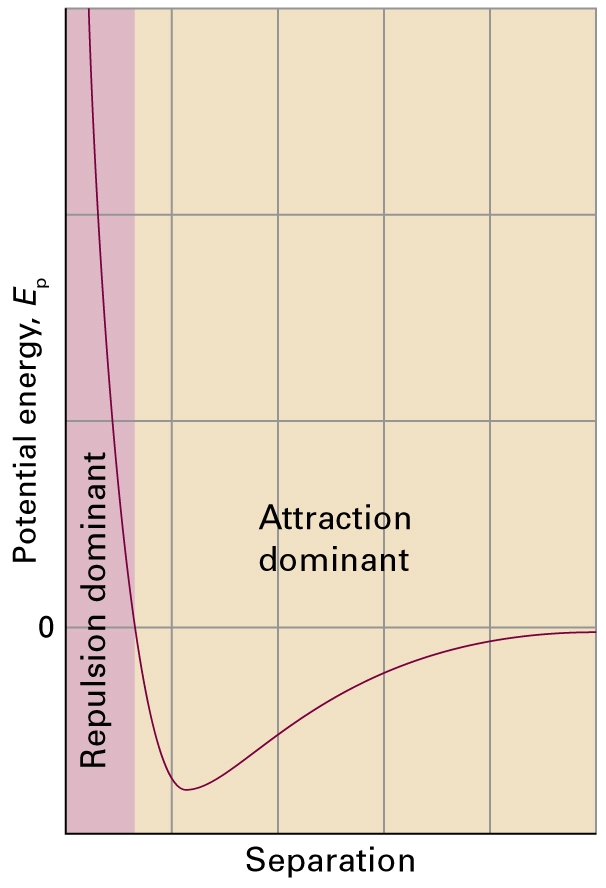 Potential energy, Ep
Repulsion dominant
Attraction
dominant
0
Separation